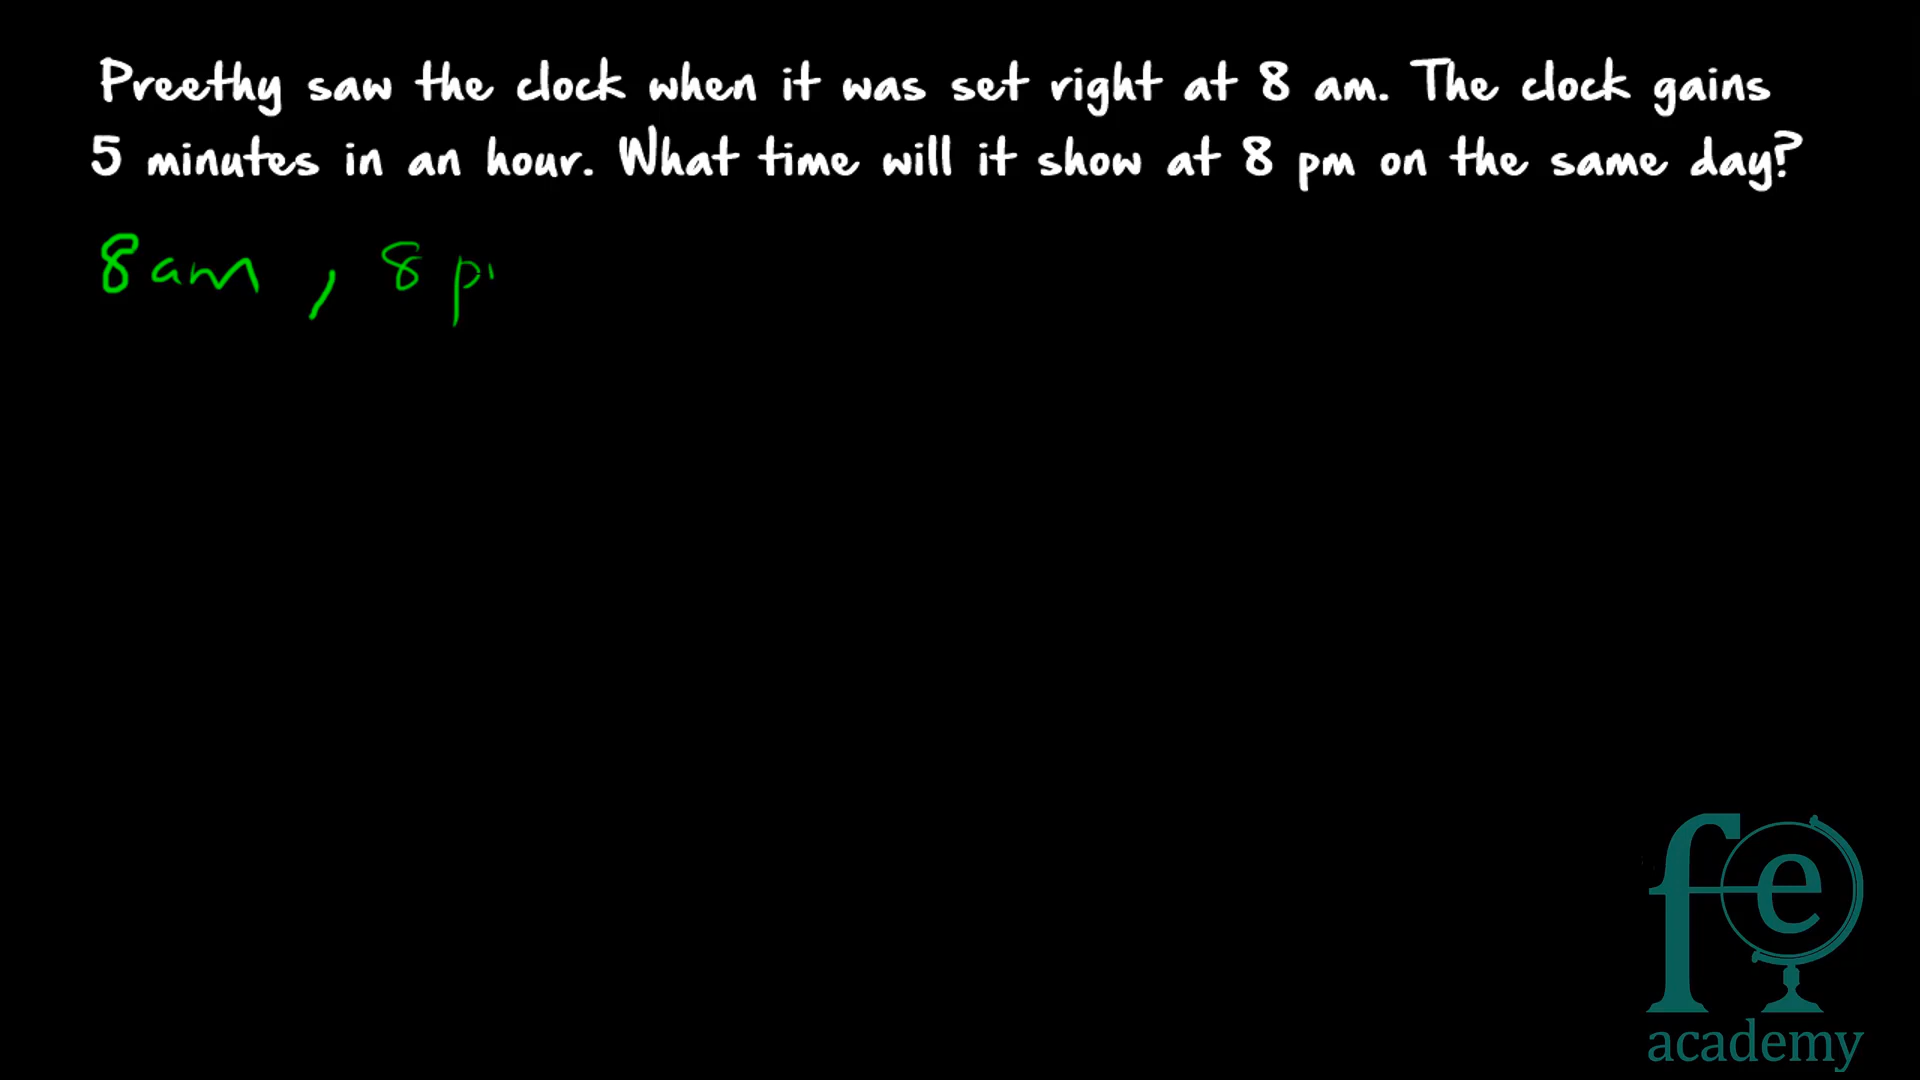 Preethy saw the clock when it was set right at 8 am. The clock gains
5 minutes in an hour. What time will it show at 8 pm on the same day?
8 am , 8 p
fe
academy